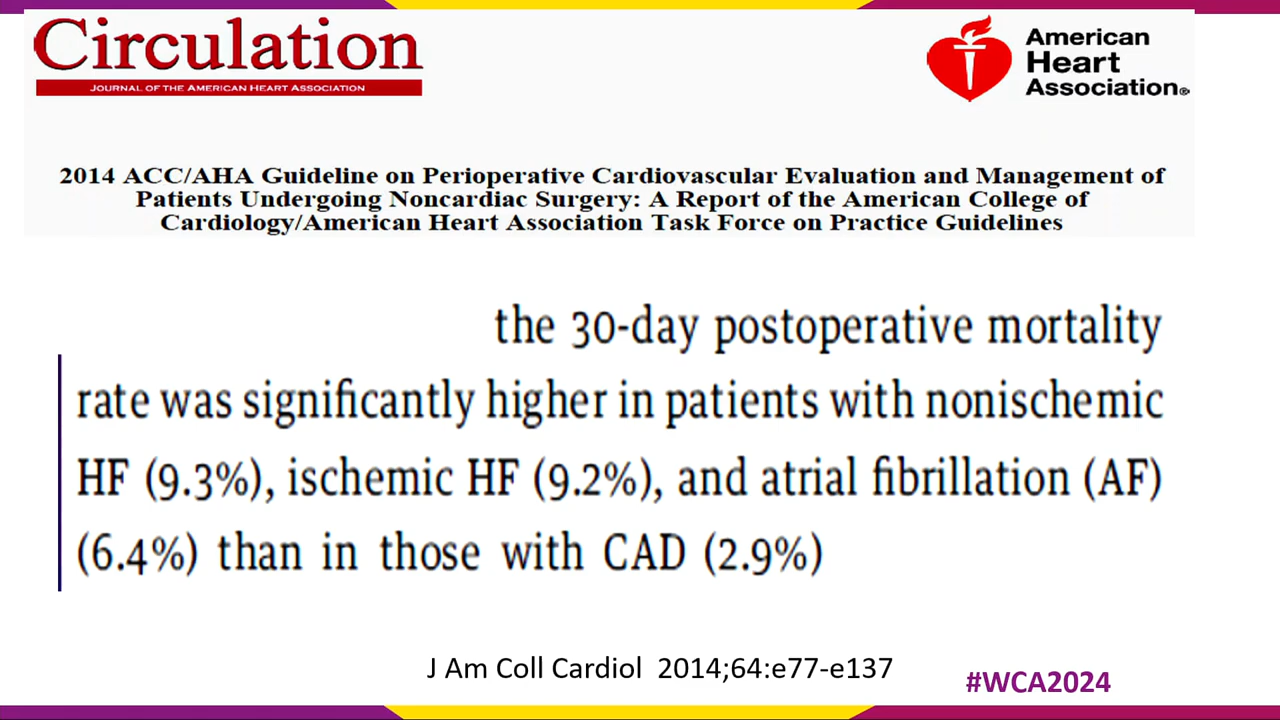 Circulation
JOURNAL OF THE AMERICAN HEART ASSOCIATION
American
Heart
Association®
2014 ACC/AHA Guideline on Perioperative Cardiovascular Evaluation and Management of
Patients Undergoing Noncardiac Surgery: A Report of the American College of
Cardiology/American Heart Association Task Force on Practice Guidelines
the 30-day postoperative mortality
rate was significantly higher in patients with nonischemic
HF (9.3%), ischemic HF (9.2%), and atrial fibrillation (AF)
(6.4%) than in those with CAD (2.9%)
J Am Coll Cardiol 2014;64:e77-e137
#WCA2024